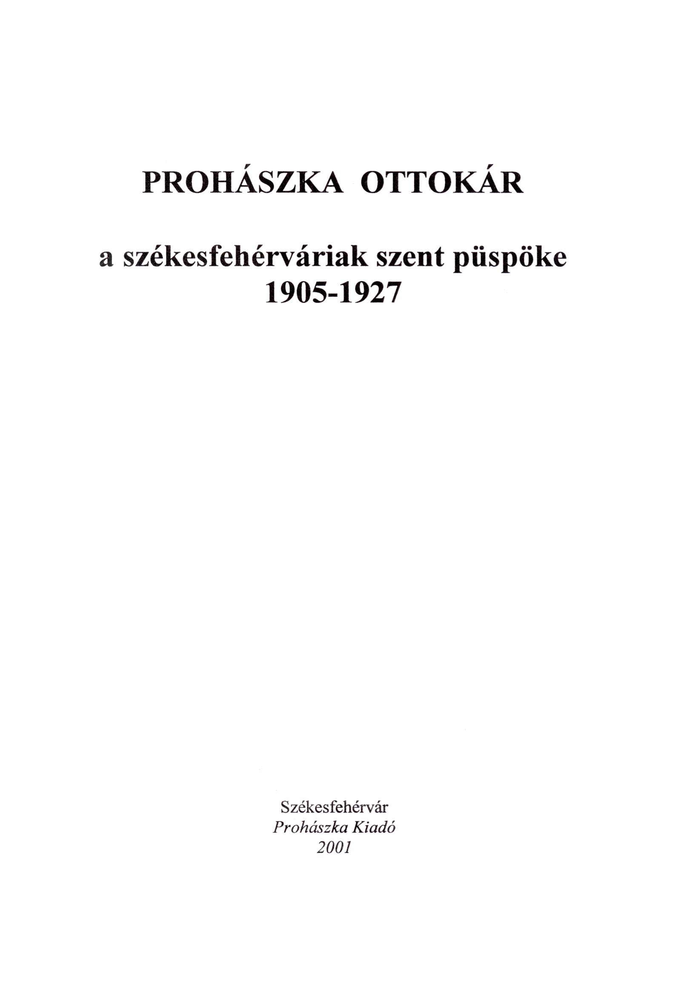 PROHÁSZKA OTTOKÁR
a székesfehérváriak szent püspöke
1905-1927
Székesfehérvár
Prohászka Kiadó
2001